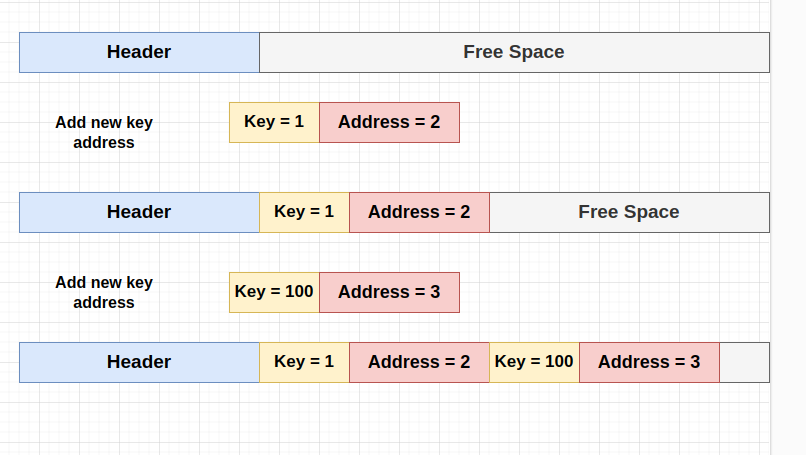 Header Free Space
Add new key
address
Key = 1 Address = 2
Header Key = 1 Address = 2 Free Space
Add new key
address
Key = 100 Address = 3
Header Key = 1 Address = 2 Key = 100 Address = 3